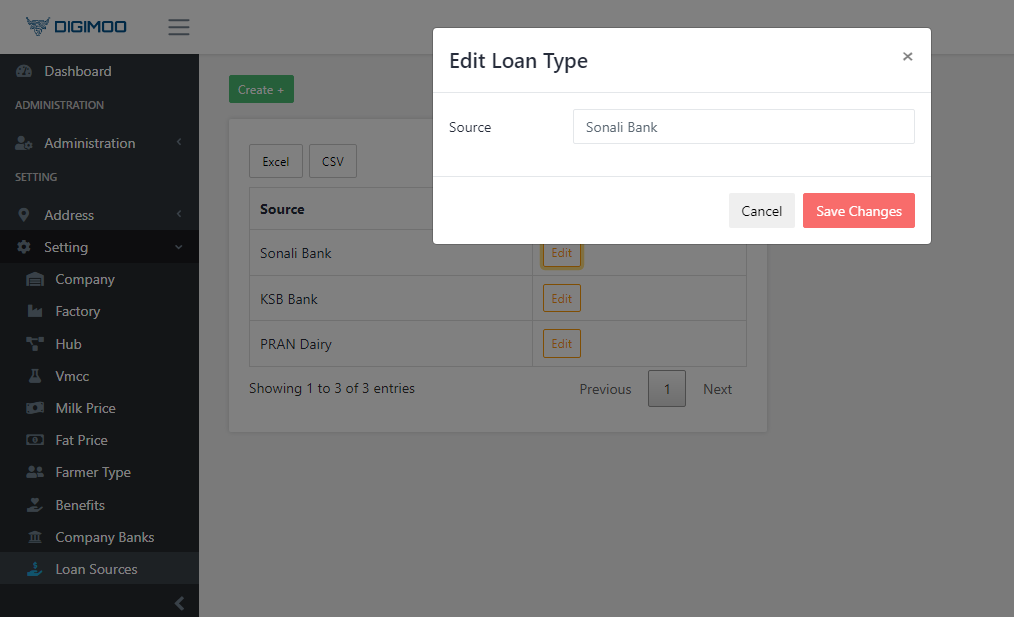 DIGIMOO
Dashboard
ADMINISTRATION
Administration
SETTING
Address
Setting
Company
Factory
Hub
Vmcc
Milk Price
Fat Price
Farmer Type
Benefits
Company Banks
Loan Sources
Create +
Excel CSV
Source
Sonali Bank Edit
KSB Bank Edit
PRAN Dairy Edit
Showing 1 to 3 of 3 entries Previous 1 Next
Edit Loan Type ×
Source Sonali Bank
Cancel Save Changes